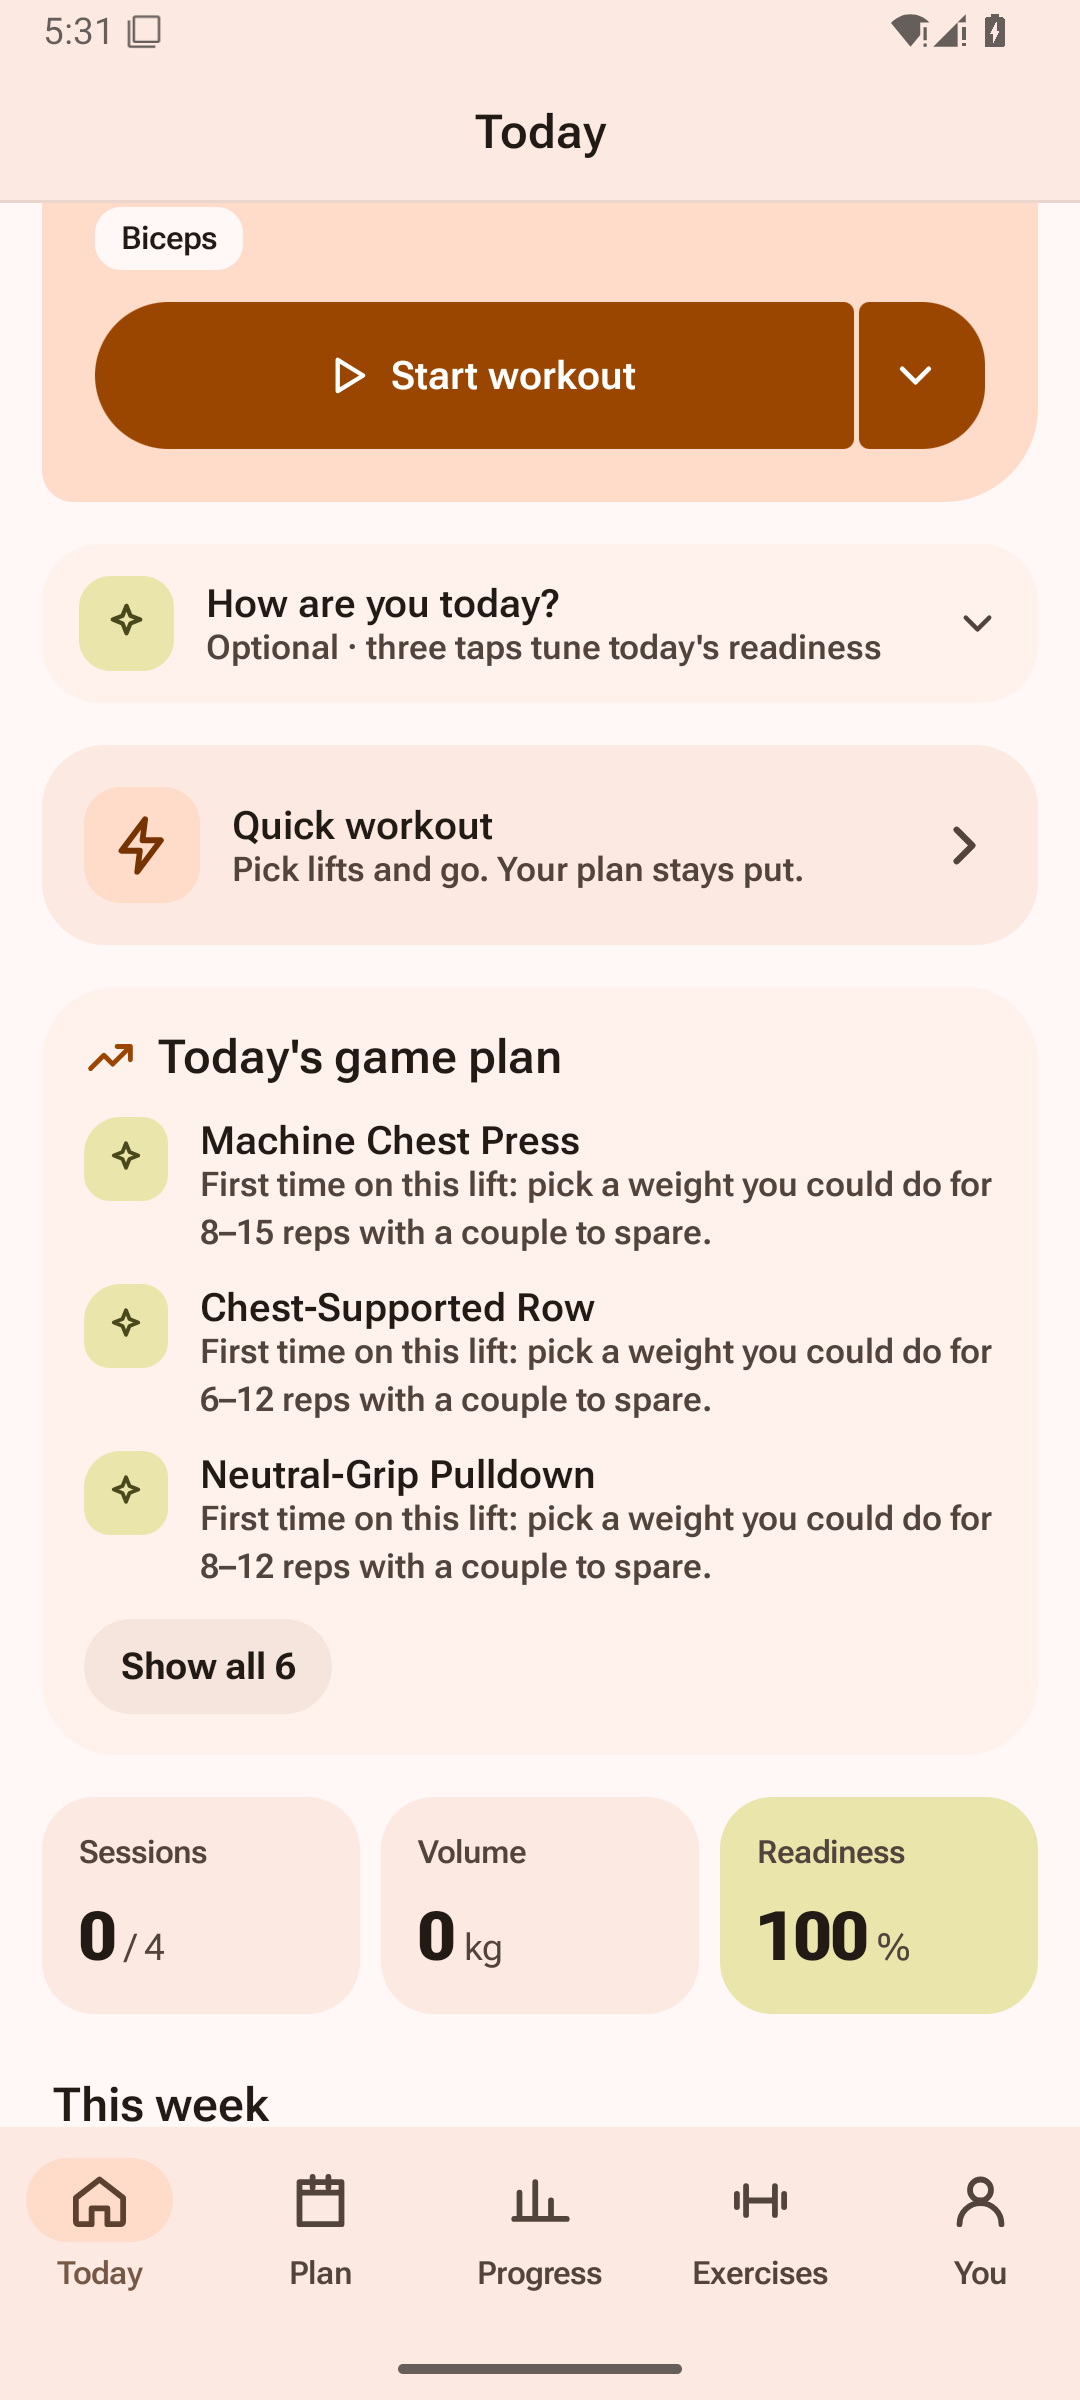 5:31
Today
Biceps
Start workout
How are you today?
Optional · three taps tune today's readiness
Quick workout
Pick lifts and go. Your plan stays put.
Today's game plan
Machine Chest Press
First time on this lift: pick a weight you could do for
8–15 reps with a couple to spare.
Chest-Supported Row
First time on this lift: pick a weight you could do for
6–12 reps with a couple to spare.
Neutral-Grip Pulldown
First time on this lift: pick a weight you could do for
8–12 reps with a couple to spare.
Show all 6
Sessions
0 / 4
Volume
0 kg
Readiness
100 %
This week
Today
Plan
Progress
Exercises
You